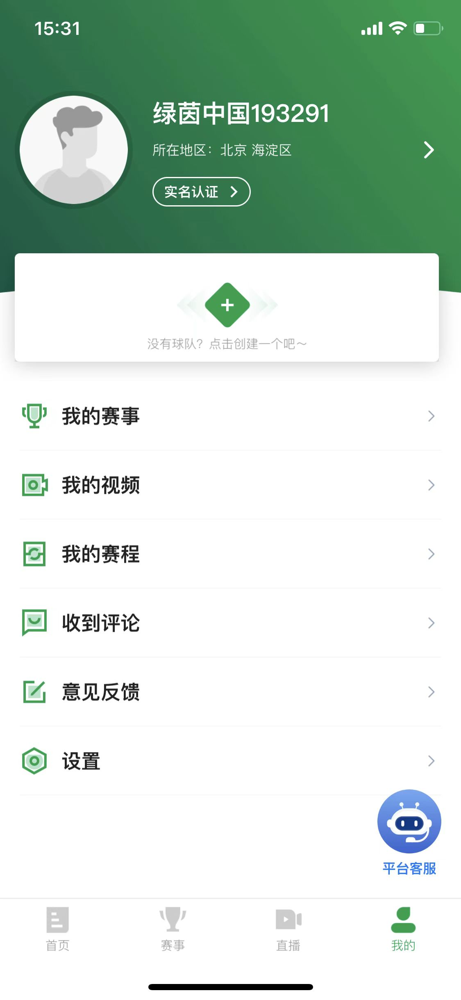 15:31
绿茵中国193291
所在地区：北京 海淀区
实名认证
没有球队？点击创建一个吧～
我的赛事
我的视频
我的赛程
收到评论
意见反馈
设置
平台客服
首页
赛事
直播
我的